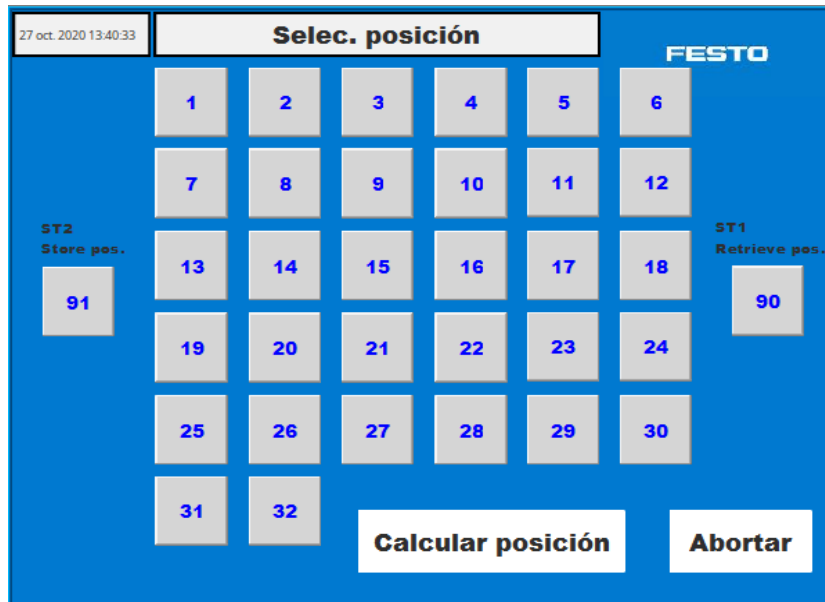 27 oct. 2020 13:40:33
Selec. posición
FESTO
1 2 3 4 5 6
7 8 9 10 11 12
ST2
Store pos.
ST1
Retrieve pos.
13 14 15 16 17 18
91
90
19 20 21 22 23 24
25 26 27 28 29 30
31 32
Calcular posición
Abortar